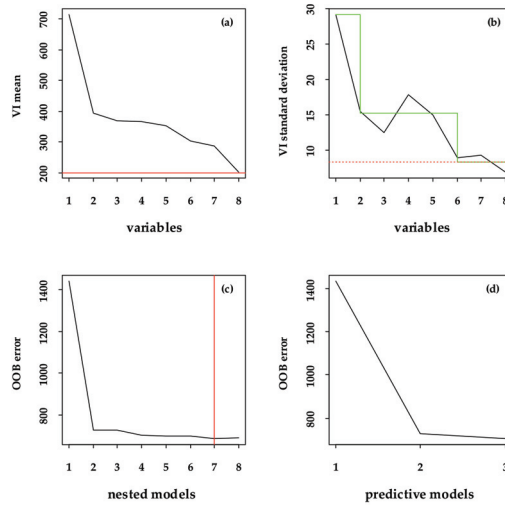 (a)
VI mean
700
600
500
400
300
200
1 2 3 4 5 6 7 8
variables
(b)
VI standard deviation
30
25
20
15
10
1 2 3 4 5 6 7 8
variables
(c)
OOB error
1400
1200
1000
800
1 2 3 4 5 6 7 8
nested models
(d)
OOB error
1400
1200
1000
800
1 2 3
predictive models